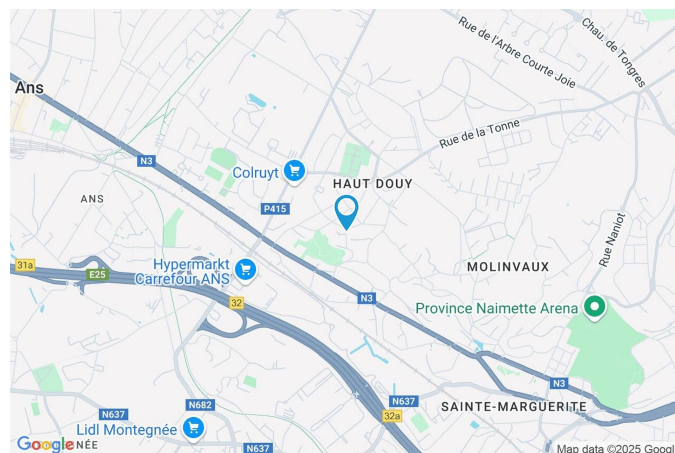 Rue de l'Arbre Courte Joie
Chau. de Tongres
Ans
Rue de la Tonne
N3
Colruyt
HAUT DOUY
ANS
P415
Rue Naniot
31a
E25
Hypermarkt
Carrefour ANS
MOLINVAUX
32
N3
Province Naimette Arena
N3
N637
N682
N637
32a
SAINTE-MARGUERITE
Lidl Montegnée
Google
NÉE
N637
Map data ©2025 Googl